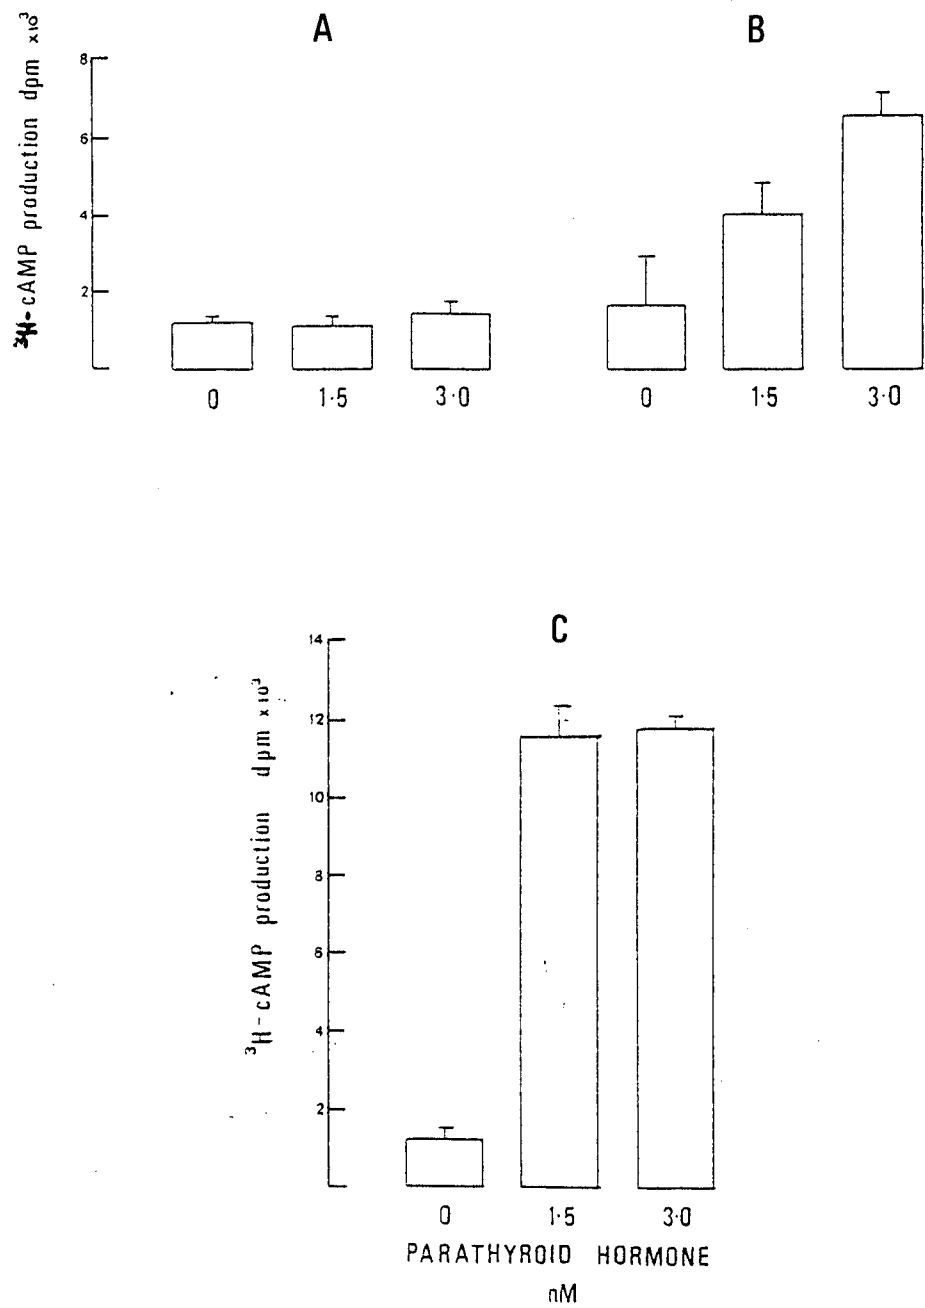 A
B
³H-cAMP production dpm x10³
8
6
4
2
0
1·5
3·0
0
1·5
3·0
C
³H-cAMP production dpm x10³
14
12
10
8
6
4
2
0
1·5
3·0
PARATHYROID HORMONE
nM